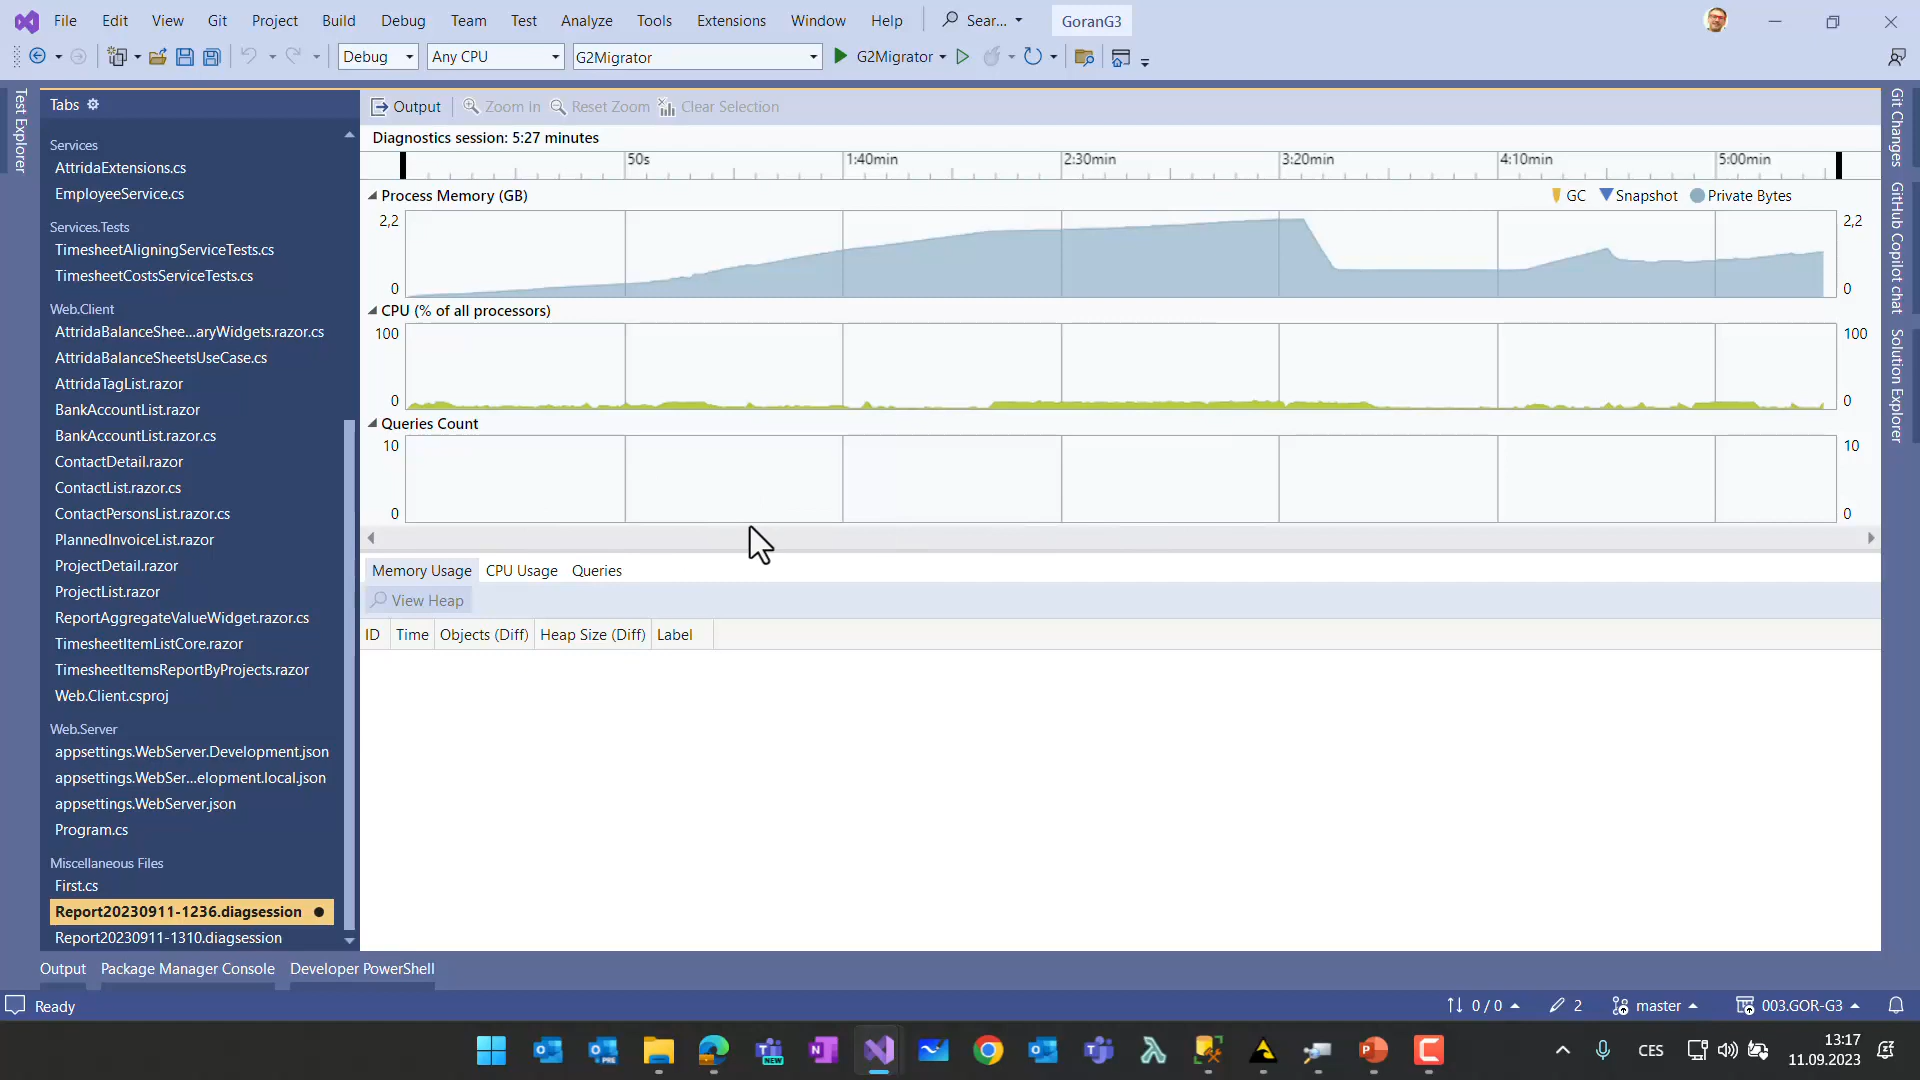 File Edit View Git Project Build Debug Team Test Analyze Tools Extensions Window Help Sear... GoranG3
Debug Any CPU G2Migrator G2Migrator
Test Explorer
Tabs
Services
AttridaExtensions.cs
EmployeeService.cs
Services.Tests
TimesheetAligningServiceTests.cs
TimesheetCostsServiceTests.cs
Web.Client
AttridaBalanceShee...aryWidgets.razor.cs
AttridaBalanceSheetsUseCase.cs
AttridaTagList.razor
BankAccountList.razor
BankAccountList.razor.cs
ContactDetail.razor
ContactList.razor.cs
ContactPersonsList.razor.cs
PlannedInvoiceList.razor
ProjectDetail.razor
ProjectList.razor
ReportAggregateValueWidget.razor.cs
TimesheetItemListCore.razor
TimesheetItemsReportByProjects.razor
Web.Client.csproj
Web.Server
appsettings.WebServer.Development.json
appsettings.WebSer...elopment.local.json
appsettings.WebServer.json
Program.cs
Miscellaneous Files
First.cs
Report20230911-1236.diagsession
Report20230911-1310.diagsession
Output Zoom In Reset Zoom Clear Selection
Diagnostics session: 5:27 minutes
50s 1:40min 2:30min 3:20min 4:10min 5:00min
Process Memory (GB) GC Snapshot Private Bytes
2,2 2,2
0 0
CPU (% of all processors)
100 100
0 0
Queries Count
10 10
0 0
Memory Usage CPU Usage Queries
View Heap
ID Time Objects (Diff) Heap Size (Diff) Label
Git Changes
GitHub Copilot chat
Solution Explorer
Output Package Manager Console Developer PowerShell
Ready 0 / 0 2 master 003.GOR-G3
PRE NEW CES 13:17
11.09.2023